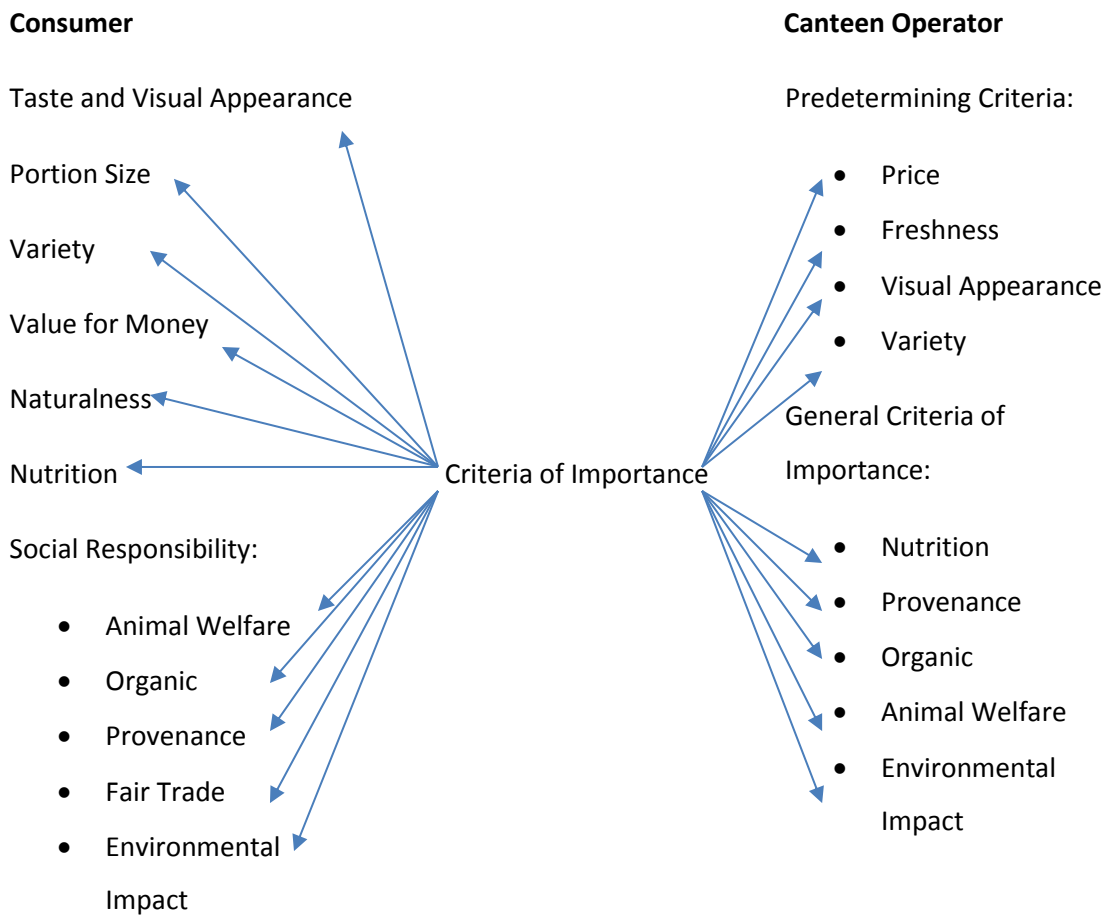 Consumer
Taste and Visual Appearance
Portion Size
Variety
Value for Money
Naturalness
Nutrition
Social Responsibility:
• Animal Welfare
• Organic
• Provenance
• Fair Trade
• Environmental
Impact
Criteria of Importance
Canteen Operator
Predetermining Criteria:
• Price
• Freshness
• Visual Appearance
• Variety
General Criteria of
Importance:
• Nutrition
• Provenance
• Organic
• Animal Welfare
• Environmental
Impact